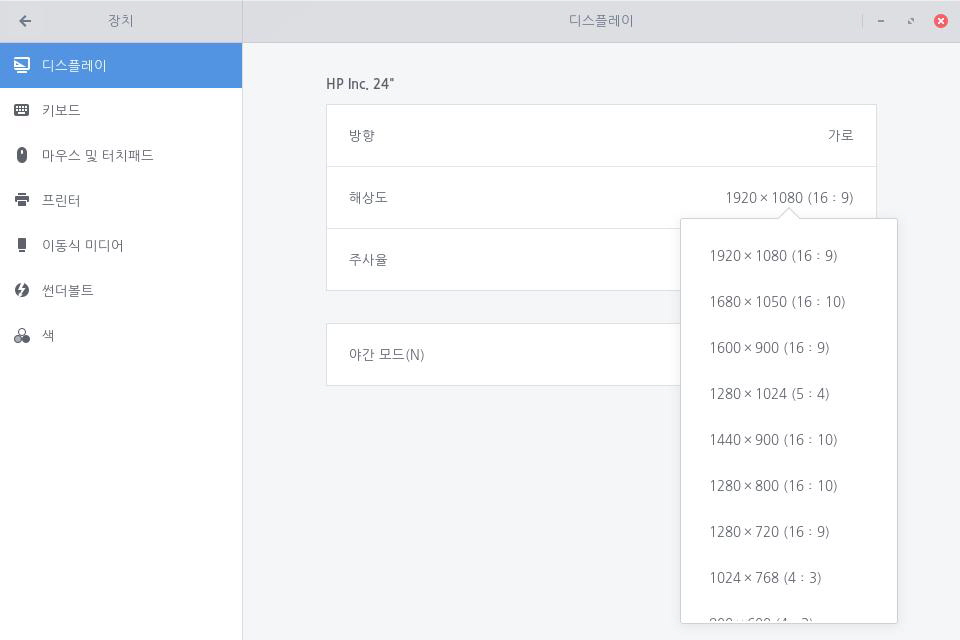 장치
디스플레이
디스플레이
키보드
마우스 및 터치패드
프린터
이동식 미디어
썬더볼트
색
HP Inc. 24"
방향
가로
해상도
1920 × 1080 (16 : 9)
주사율
야간 모드(N)
1920 × 1080 (16 : 9)
1680 × 1050 (16 : 10)
1600 × 900 (16 : 9)
1280 × 1024 (5 : 4)
1440 × 900 (16 : 10)
1280 × 800 (16 : 10)
1280 × 720 (16 : 9)
1024 × 768 (4 : 3)